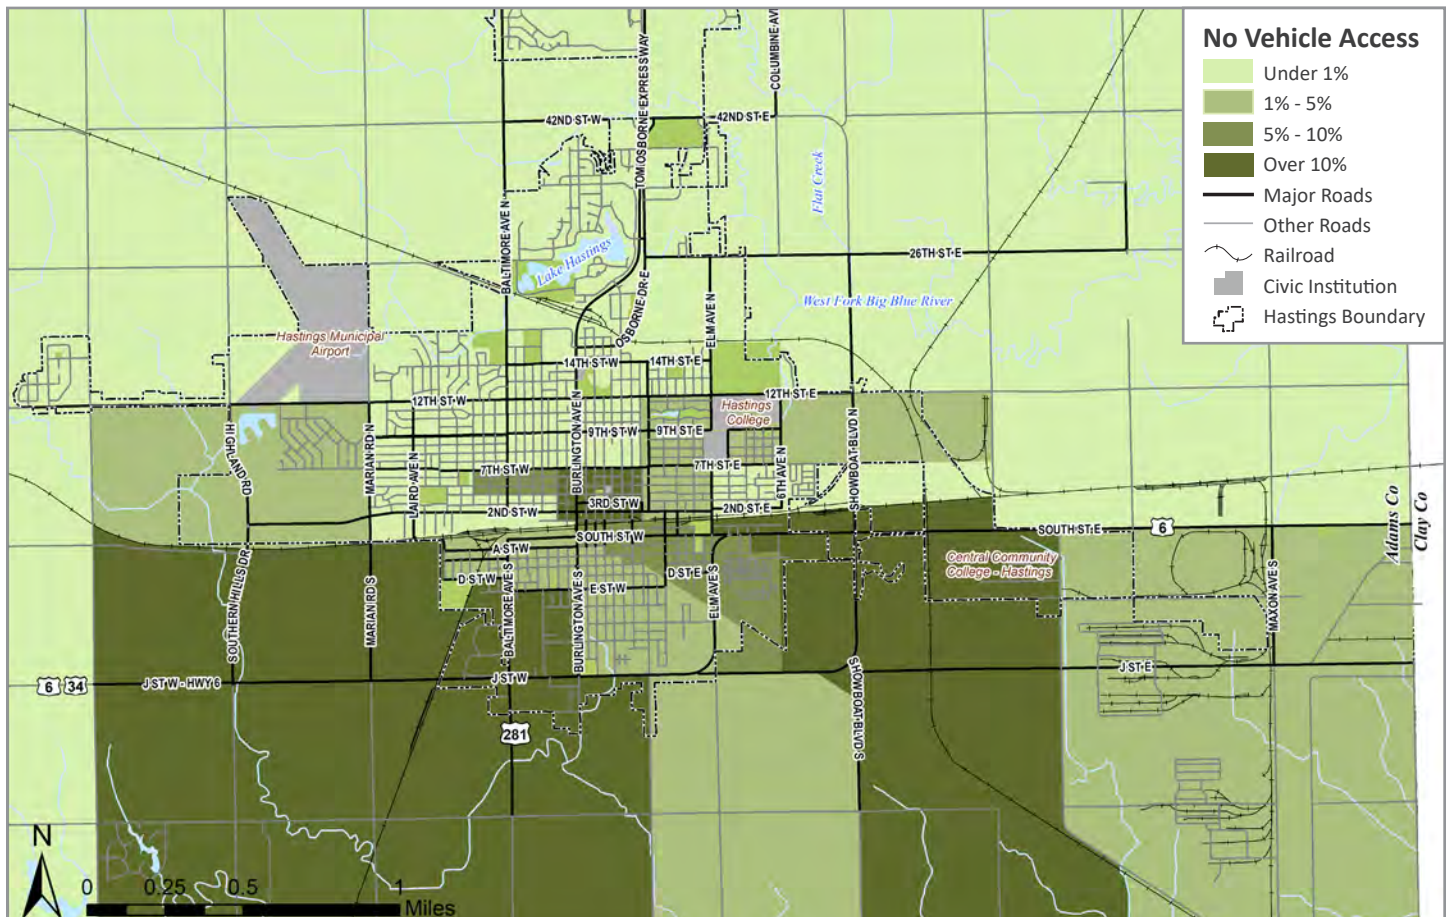 No Vehicle Access
Under 1%
1% - 5%
5% - 10%
Over 10%
Major Roads
Other Roads
Railroad
Civic Institution
Hastings Boundary
TOM OSBORNE EXPRESSWAY
COLUMBINE AVE
42ND ST W
42ND ST E
BALTIMORE AVE N
Flat Creek
Lake Hastings
26TH ST E
OSBORNE DR E
ELM AVE N
West Fork Big Blue River
Hastings Municipal
Airport
14TH ST W
14TH ST E
12TH ST W
12TH ST E
Hastings
College
HIGHLAND RD
MARIAN RD N
LAIRD AVE N
BURLINGTON AVE N
9TH ST W
9TH ST E
SHOWBOAT BLVD N
6TH AVE N
7TH ST W
7TH ST E
3RD ST W
2ND ST W
2ND ST E
Adams Co
Clay Co
SOUTH ST W
SOUTH ST E
6
A ST W
D ST W
D ST E
E ST W
Central Community
College - Hastings
SOUTHERN HILLS DR
MARIAN RD S
BALTIMORE AVE S
BURLINGTON AVE S
ELM AVE S
MAXON AVE S
6
34
J ST W - HWY 6
J ST W
J ST E
SHOWBOAT BLVD S
281
N
0
0.25
0.5
1
Miles